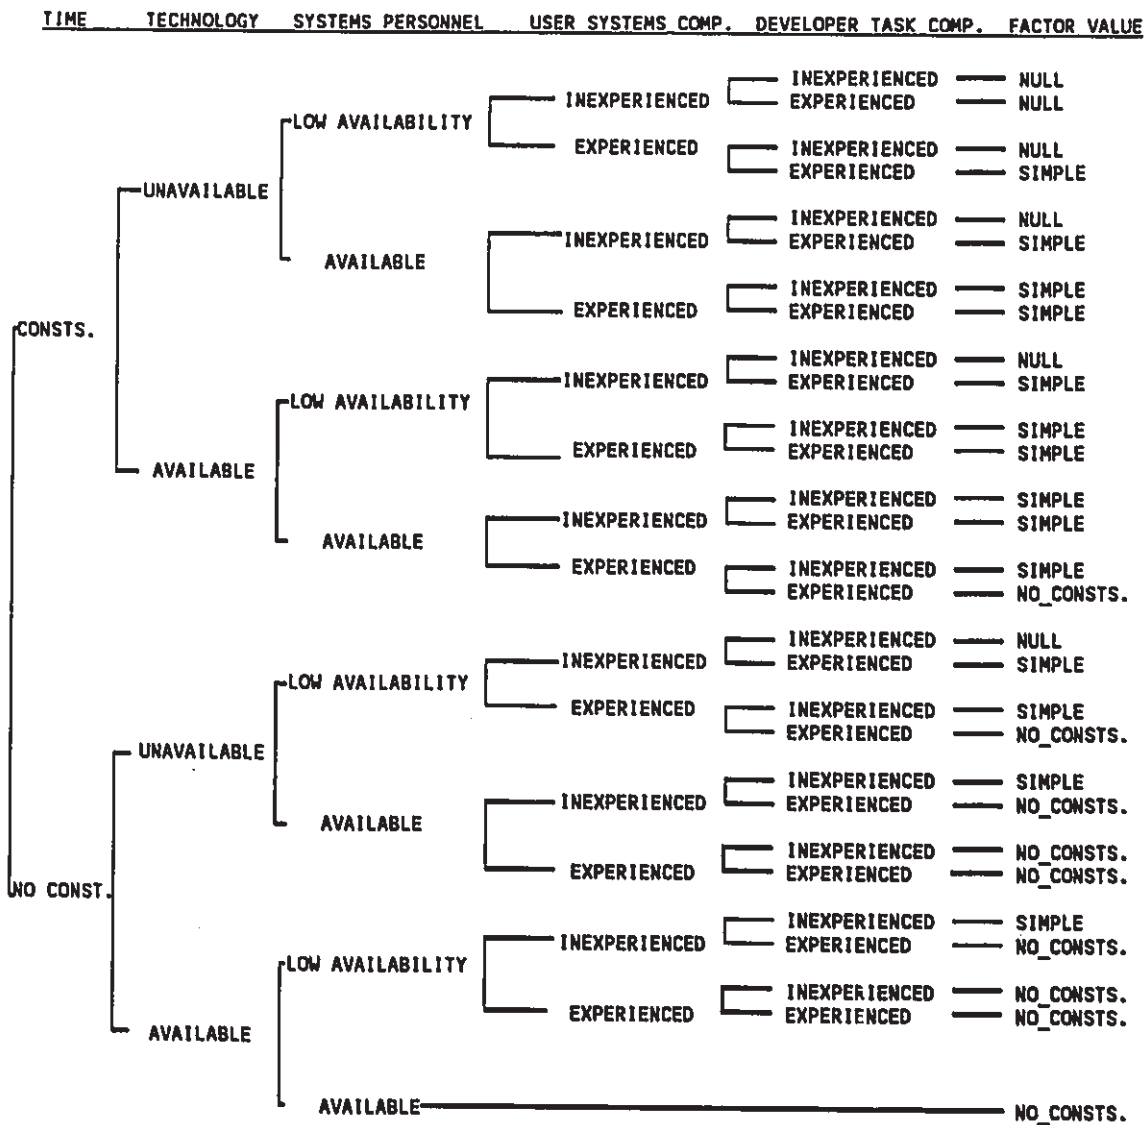 TIME TECHNOLOGY SYSTEMS PERSONNEL USER SYSTEMS COMP. DEVELOPER TASK COMP. FACTOR VALUE
INEXPERIENCED NULL
INEXPERIENCED
EXPERIENCED NULL
LOW AVAILABILITY
EXPERIENCED
INEXPERIENCED NULL
EXPERIENCED SIMPLE
UNAVAILABLE
INEXPERIENCED NULL
INEXPERIENCED
EXPERIENCED SIMPLE
AVAILABLE
INEXPERIENCED SIMPLE
EXPERIENCED
EXPERIENCED SIMPLE
CONSTS.
INEXPERIENCED NULL
INEXPERIENCED
EXPERIENCED SIMPLE
LOW AVAILABILITY
INEXPERIENCED SIMPLE
EXPERIENCED
EXPERIENCED SIMPLE
AVAILABLE
INEXPERIENCED SIMPLE
INEXPERIENCED
EXPERIENCED SIMPLE
AVAILABLE
EXPERIENCED
INEXPERIENCED SIMPLE
EXPERIENCED NO_CONSTS.
INEXPERIENCED NULL
INEXPERIENCED
EXPERIENCED SIMPLE
LOW AVAILABILITY
EXPERIENCED
INEXPERIENCED SIMPLE
EXPERIENCED NO_CONSTS.
UNAVAILABLE
INEXPERIENCED SIMPLE
INEXPERIENCED
EXPERIENCED NO_CONSTS.
AVAILABLE
INEXPERIENCED NO_CONSTS.
EXPERIENCED
EXPERIENCED NO_CONSTS.
NO CONST.
INEXPERIENCED SIMPLE
INEXPERIENCED
EXPERIENCED NO_CONSTS.
LOW AVAILABILITY
INEXPERIENCED NO_CONSTS.
EXPERIENCED
EXPERIENCED NO_CONSTS.
AVAILABLE
AVAILABLE NO_CONSTS.